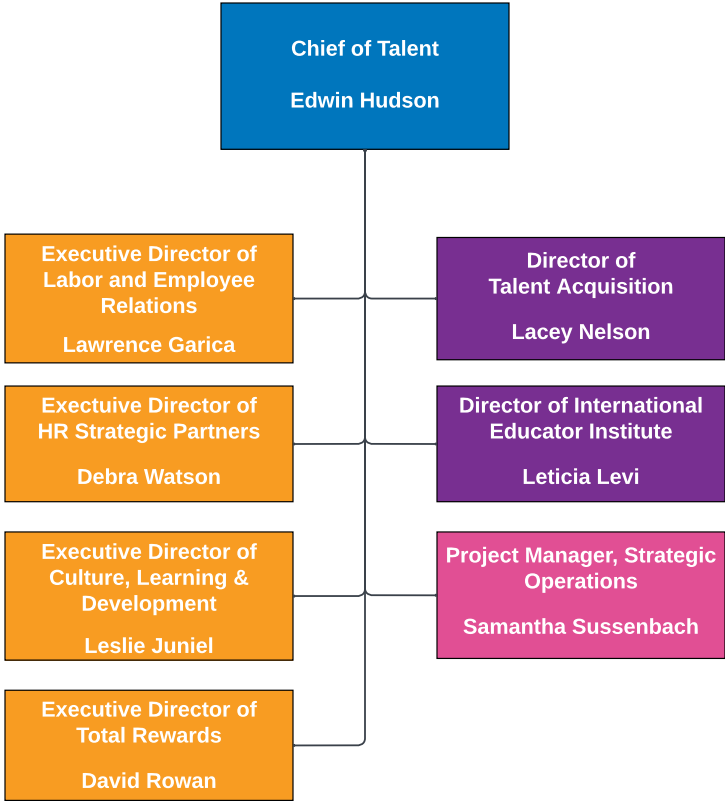 Chief of Talent
Edwin Hudson
Executive Director of
Labor and Employee
Relations
Lawrence Garica
Exectuive Director of
HR Strategic Partners
Debra Watson
Executive Director of
Culture, Learning &
Development
Leslie Juniel
Executive Director of
Total Rewards
David Rowan
Director of
Talent Acquisition
Lacey Nelson
Director of International
Educator Institute
Leticia Levi
Project Manager, Strategic
Operations
Samantha Sussenbach